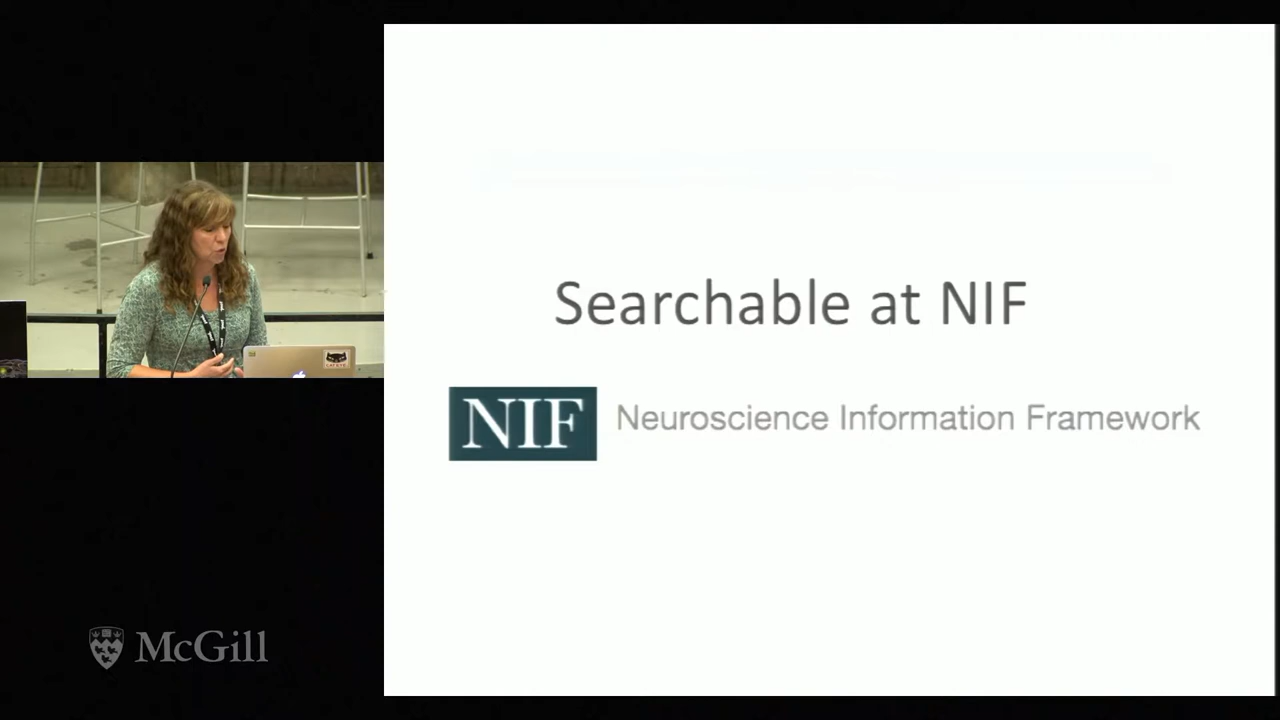 Searchable at NIF
NIF Neuroscience Information Framework
McGill